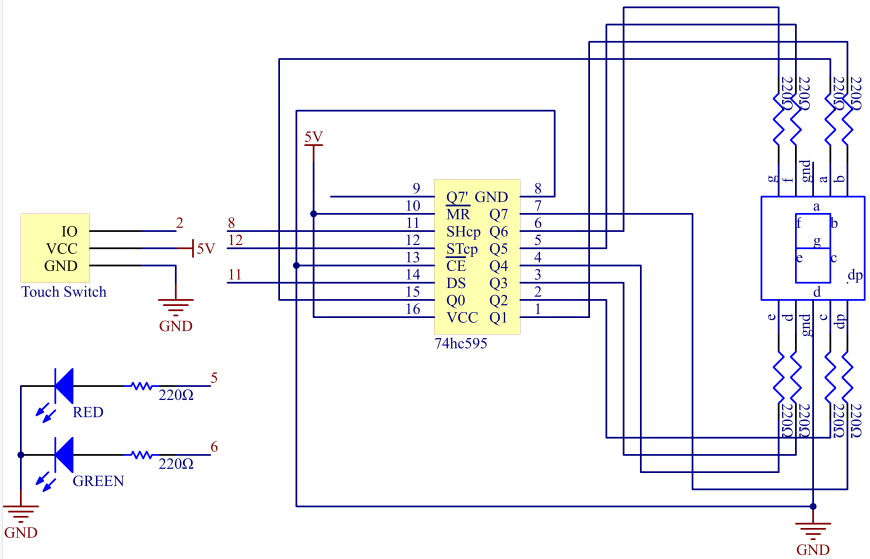 220Ω 220Ω 220Ω 220Ω
5V
g f gnd a b
9 Q7' GND 8
10 MR Q7 7
8 11 SHcp Q6 6
12 12 STcp Q5 5
13 CE Q4 4
11 14 DS Q3 3
15 Q0 Q2 2
16 VCC Q1 1
74hc595
IO 2
VCC 5V
GND
Touch Switch
GND
a
f b
g
e c
dp
d
e d gnd c dp
220Ω 220Ω 220Ω 220Ω
5
220Ω
RED
6
220Ω
GREEN
GND
GND